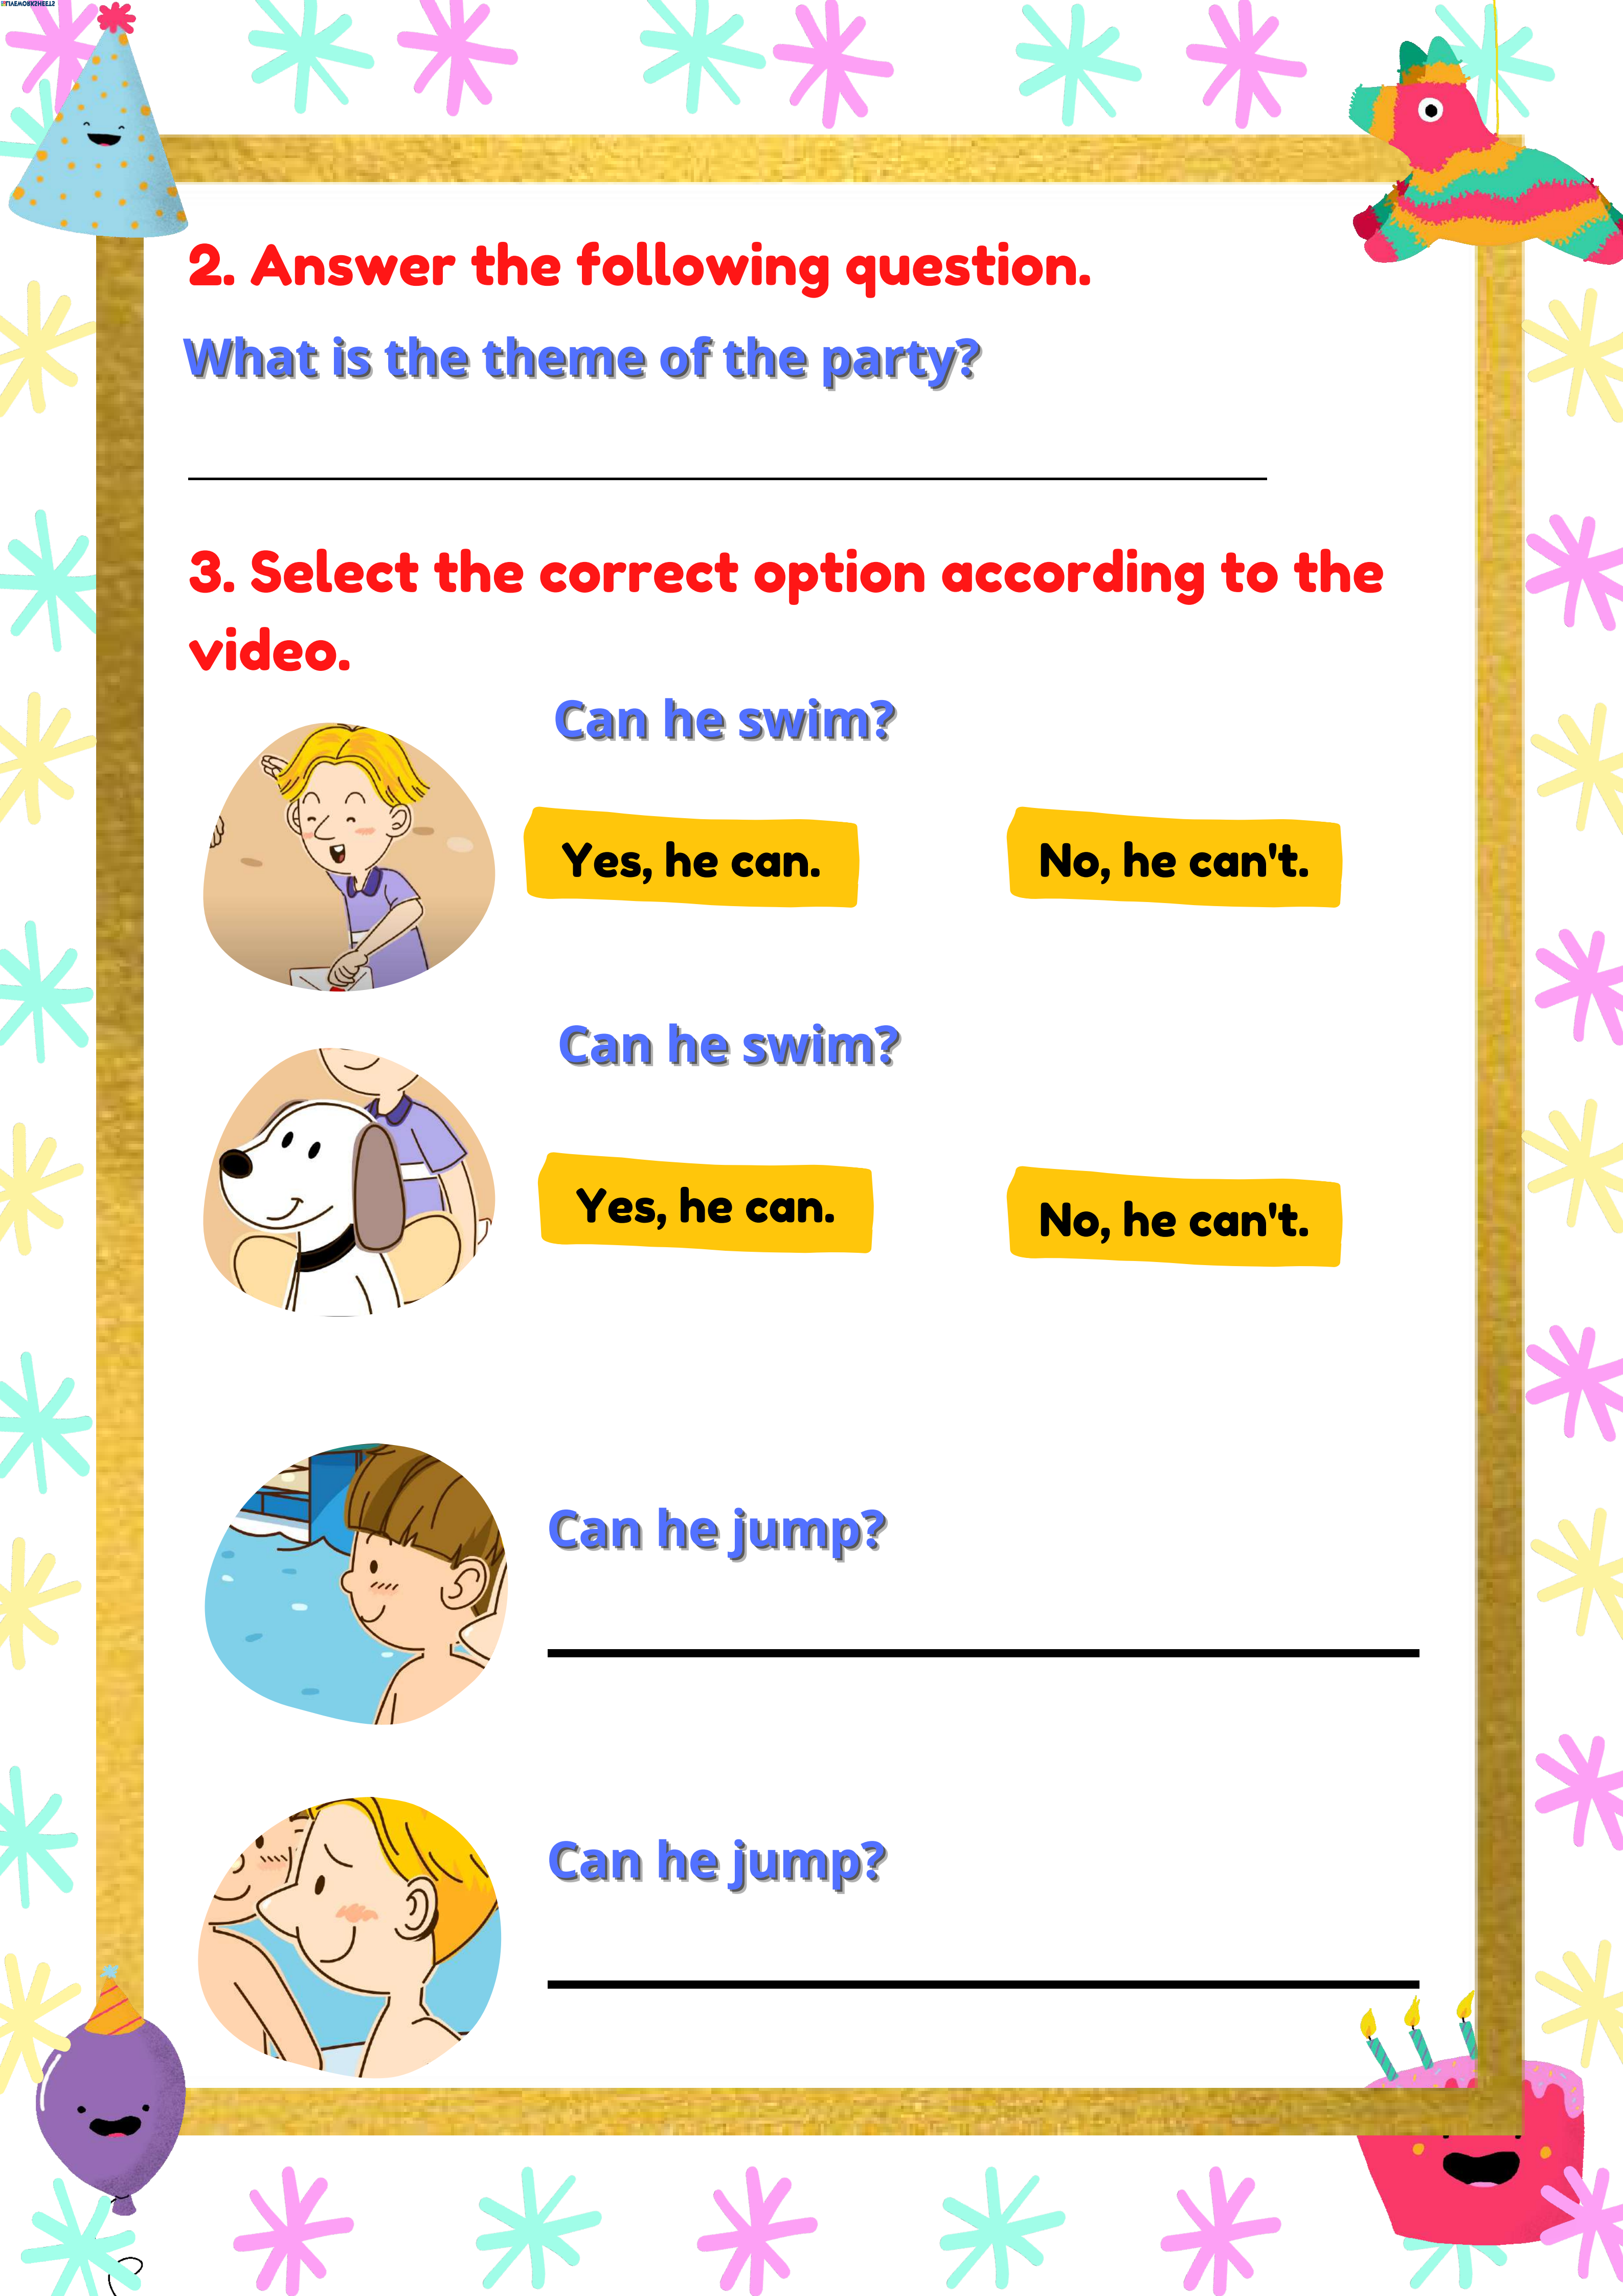 2. Answer the following question.
What is the theme of the party?
3. Select the correct option according to the
video.
Can he swim?
Yes, he can.
No, he can't.
Can he swim?
Yes, he can.
No, he can't.
Can he jump?
Can he jump?